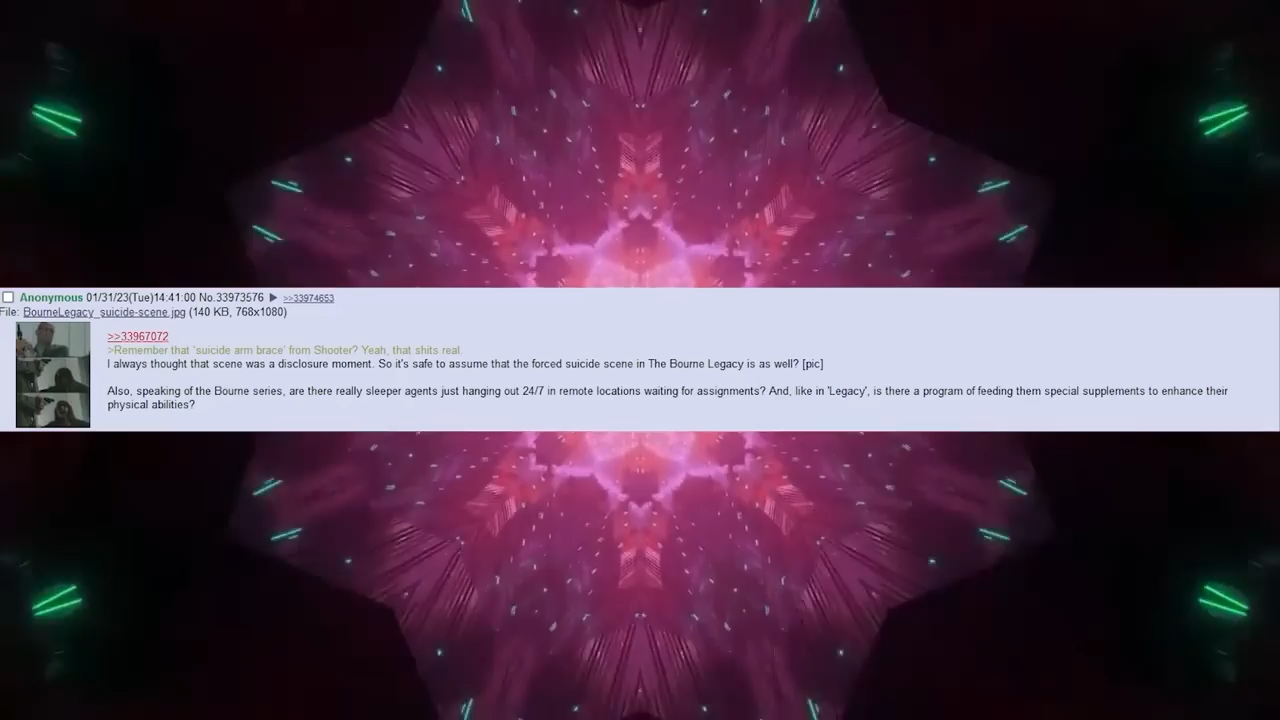 Anonymous 01/31/23(Tue)14:41:00 No.33973576 ▶ >>33974653
File: BourneLegacy_suicide-scene.jpg (140 KB, 768x1080)
>>33967072
>Remember that 'suicide arm brace' from Shooter? Yeah, that shits real.
I always thought that scene was a disclosure moment. So it's safe to assume that the forced suicide scene in The Bourne Legacy is as well? [pic]
Also, speaking of the Bourne series, are there really sleeper agents just hanging out 24/7 in remote locations waiting for assignments? And, like in 'Legacy', is there a program of feeding them special supplements to enhance their
physical abilities?